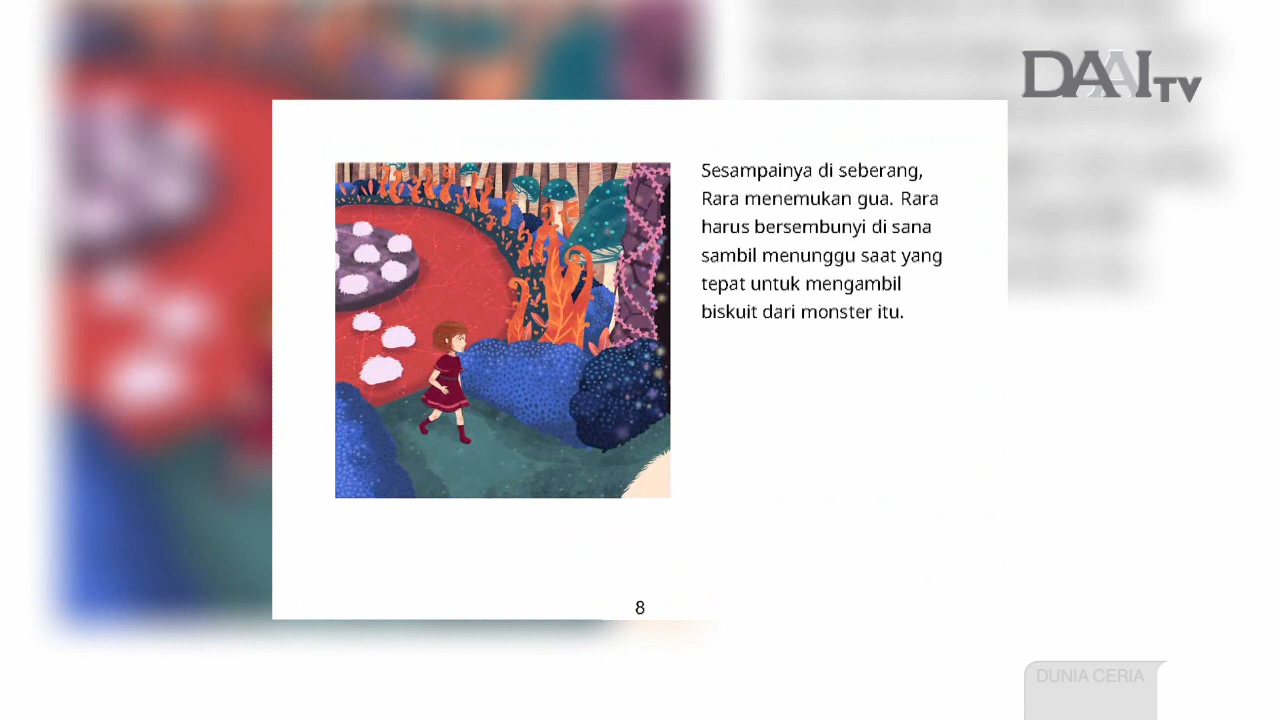 DAAI TV
Sesampainya di seberang,
Rara menemukan gua. Rara
harus bersembunyi di sana
sambil menunggu saat yang
tepat untuk mengambil
biskuit dari monster itu.
8
DUNIA CERIA